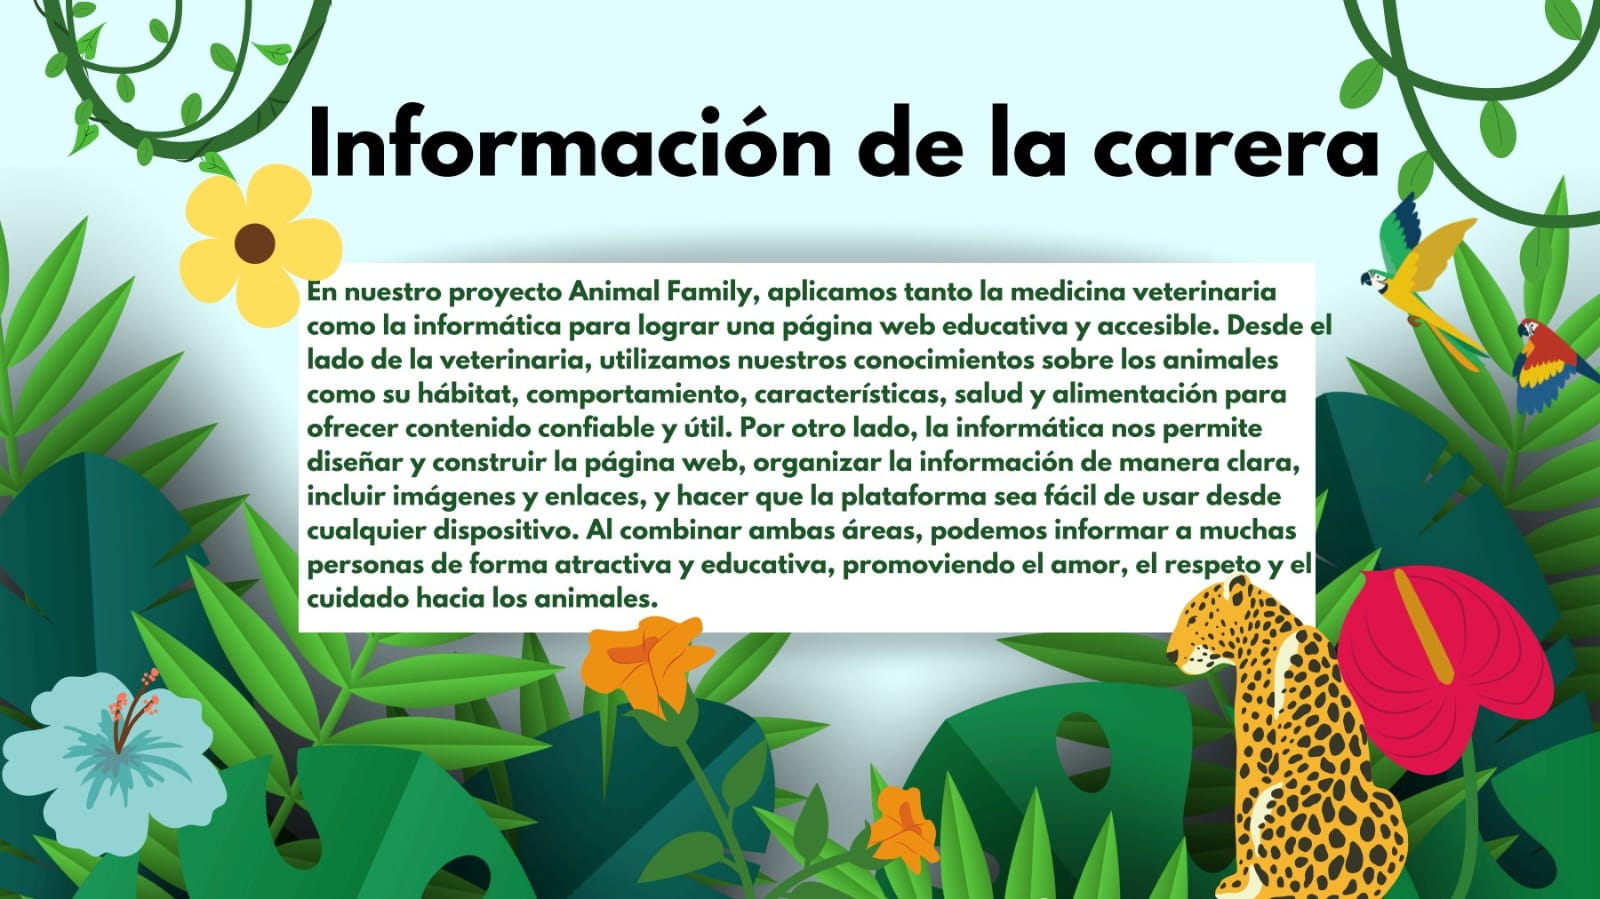 Información de la carera
En nuestro proyecto Animal Family, aplicamos tanto la medicina veterinaria
como la informática para lograr una página web educativa y accesible. Desde el
lado de la veterinaria, utilizamos nuestros conocimientos sobre los animales
como su hábitat, comportamiento, características, salud y alimentación para
ofrecer contenido confiable y útil. Por otro lado, la informática nos permite
diseñar y construir la página web, organizar la información de manera clara,
incluir imágenes y enlaces, y hacer que la plataforma sea fácil de usar desde
cualquier dispositivo. Al combinar ambas áreas, podemos informar a muchas
personas de forma atractiva y educativa, promoviendo el amor, el respeto y el
cuidado hacia los animales.